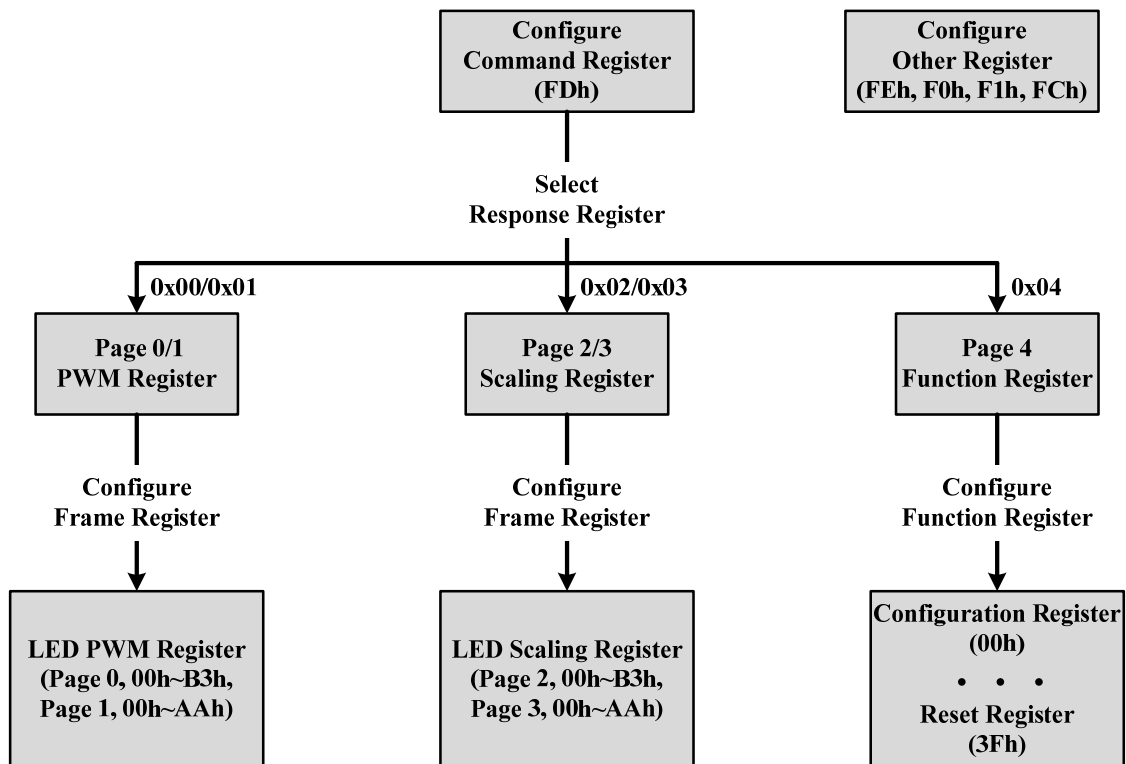 Configure
Command Register
(FDh)
Configure
Other Register
(FEh, F0h, F1h, FCh)
Select
Response Register
0x00/0x01
0x02/0x03
0x04
Page 0/1
PWM Register
Page 2/3
Scaling Register
Page 4
Function Register
Configure
Frame Register
Configure
Frame Register
Configure
Function Register
LED PWM Register
(Page 0, 00h~B3h,
Page 1, 00h~AAh)
LED Scaling Register
(Page 2, 00h~B3h,
Page 3, 00h~AAh)
Configuration Register
(00h)
• • •
Reset Register
(3Fh)